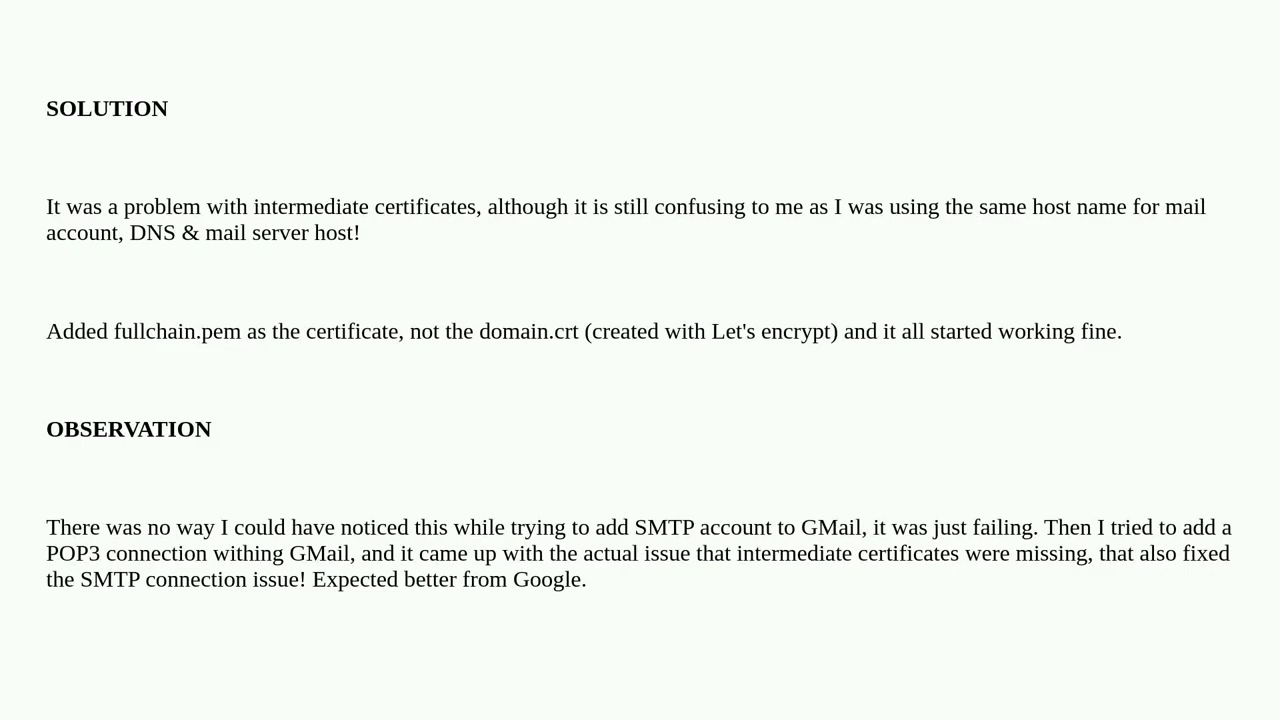 SOLUTION
It was a problem with intermediate certificates, although it is still confusing to me as I was using the same host name for mail
account, DNS & mail server host!
Added fullchain.pem as the certificate, not the domain.crt (created with Let's encrypt) and it all started working fine.
OBSERVATION
There was no way I could have noticed this while trying to add SMTP account to GMail, it was just failing. Then I tried to add a
POP3 connection withing GMail, and it came up with the actual issue that intermediate certificates were missing, that also fixed
the SMTP connection issue! Expected better from Google.